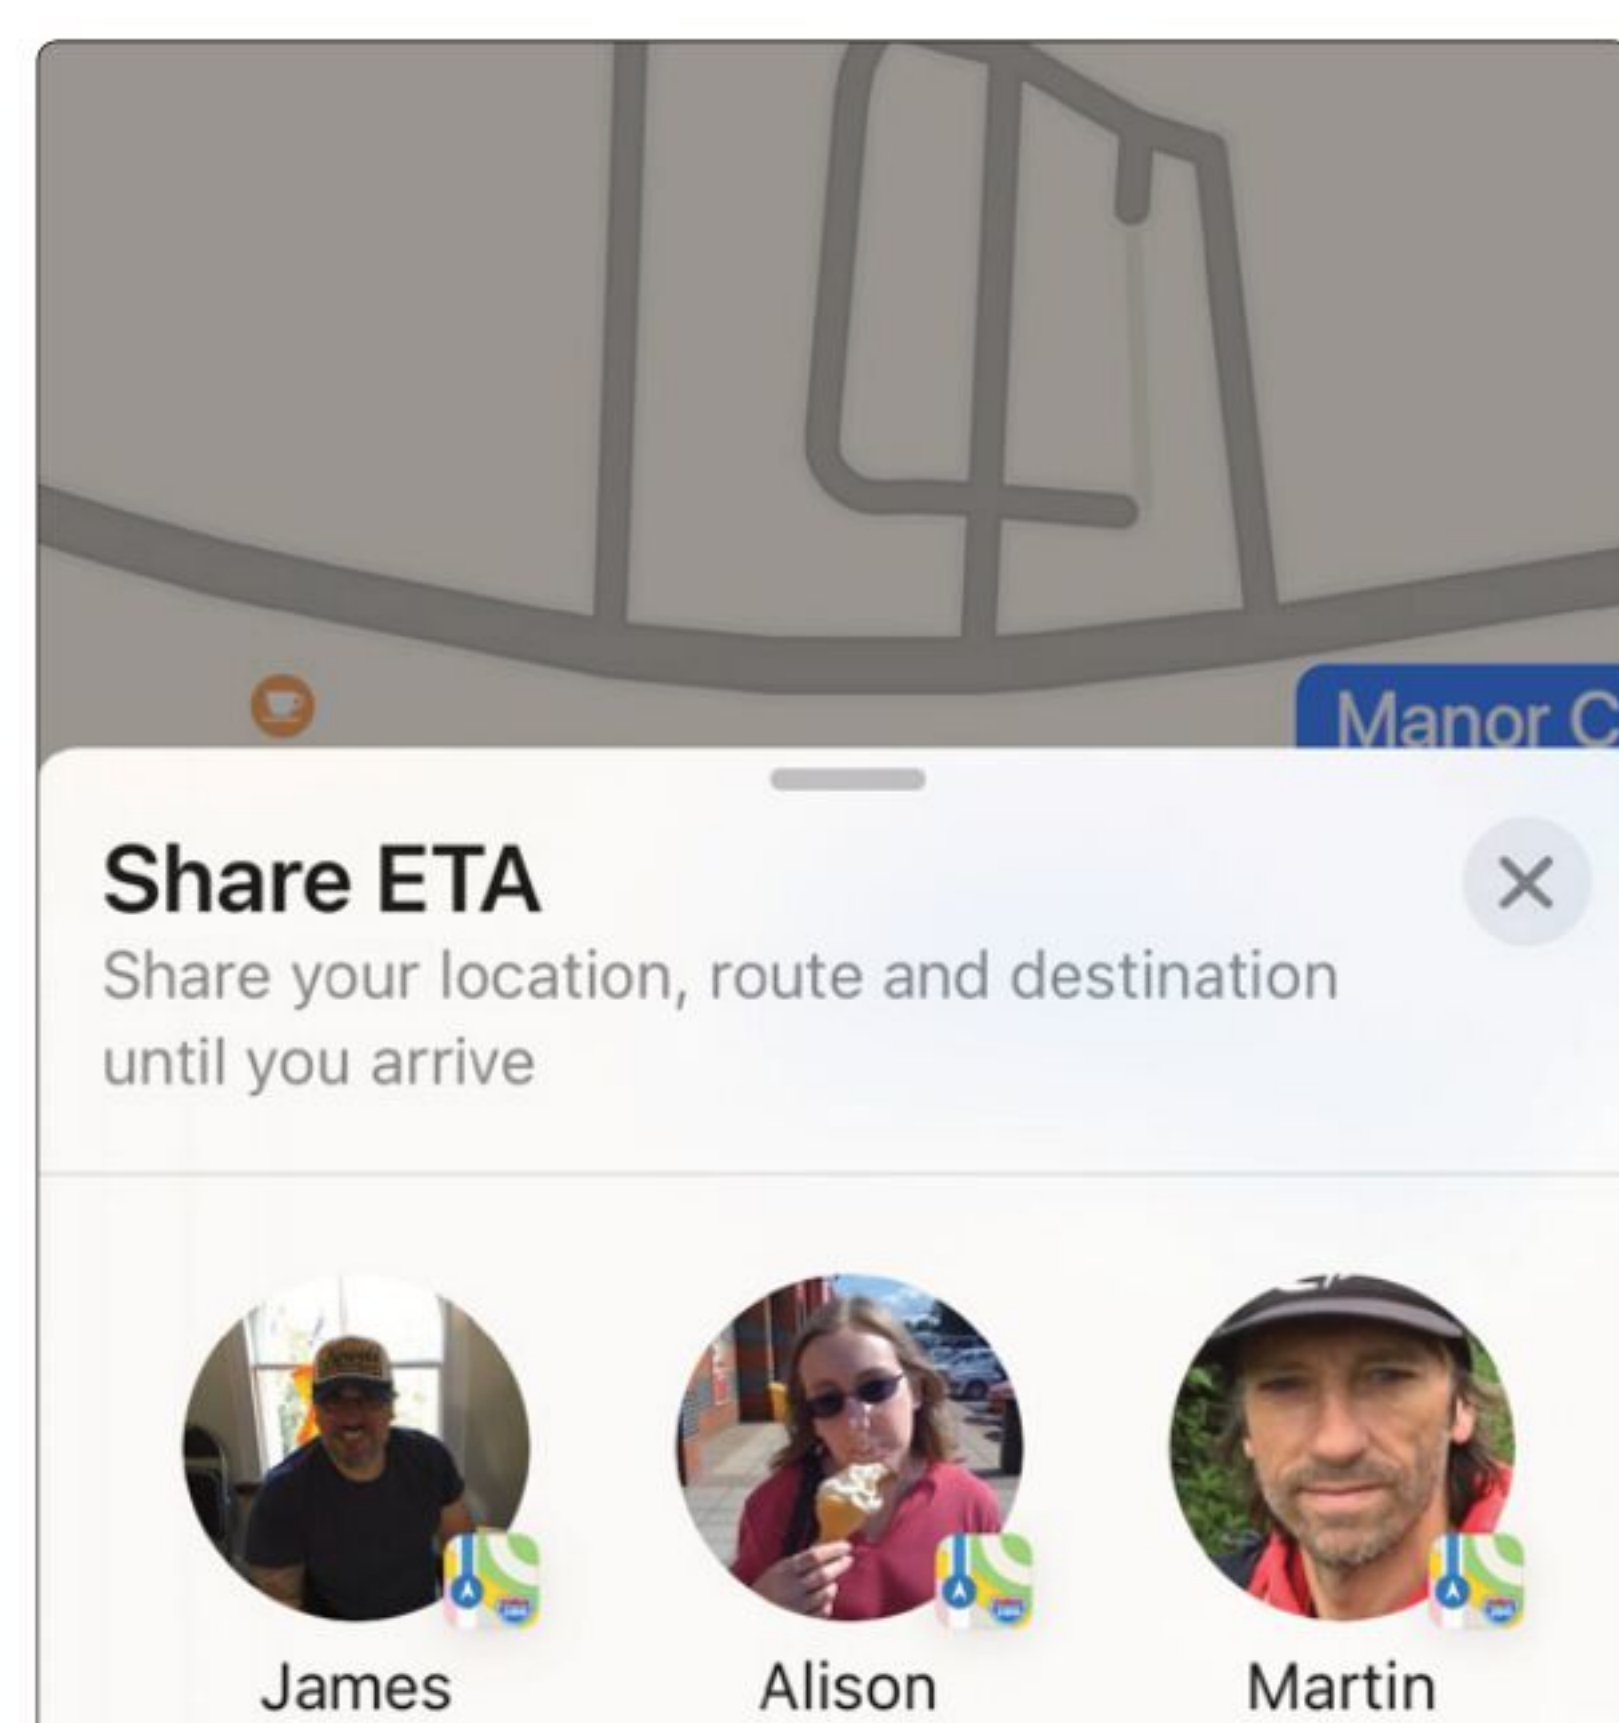 Manor C
Share ETA
Share your location, route and destination
until you arrive
James
Alison
Martin